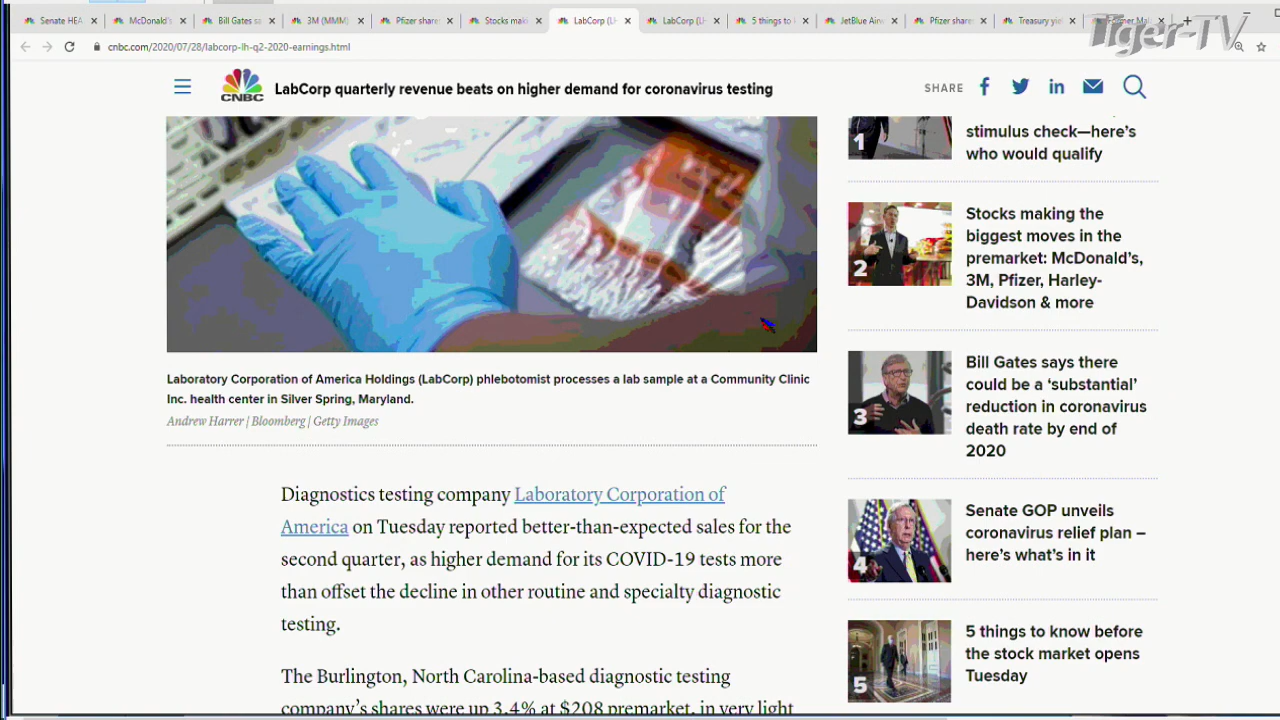 Senate HEA
McDonald's
Bill Gates sa
3M (MMM)
Pfizer share
Stocks maki
LabCorp (LH
LabCorp (LH
5 things to k
JetBlue Airw
Pfizer share
Treasury yie
Tiger-TV
cnbc.com/2020/07/28/labcorp-lh-q2-2020-earnings.html
CNBC
LabCorp quarterly revenue beats on higher demand for coronavirus testing
SHARE
Laboratory Corporation of America Holdings (LabCorp) phlebotomist processes a lab sample at a Community Clinic
Inc. health center in Silver Spring, Maryland.
Andrew Harrer | Bloomberg | Getty Images
Diagnostics testing company Laboratory Corporation of
America on Tuesday reported better-than-expected sales for the
second quarter, as higher demand for its COVID-19 tests more
than offset the decline in other routine and specialty diagnostic
testing.
The Burlington, North Carolina-based diagnostic testing
company's shares were up 3.4% at $208 premarket, in very light
1
stimulus check—here's
who would qualify
2
Stocks making the
biggest moves in the
premarket: McDonald's,
3M, Pfizer, Harley-
Davidson & more
3
Bill Gates says there
could be a ‘substantial’
reduction in coronavirus
death rate by end of
2020
4
Senate GOP unveils
coronavirus relief plan –
here's what's in it
5
5 things to know before
the stock market opens
Tuesday